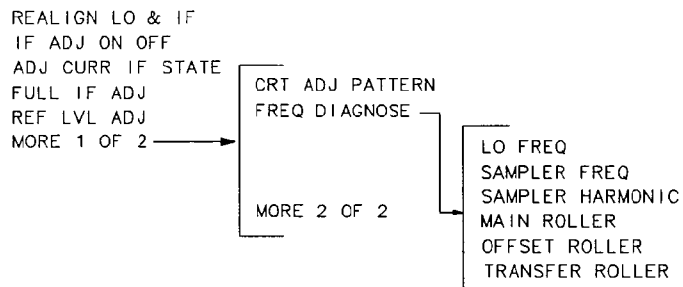 REALIGN LO & IF
IF ADJ ON OFF
ADJ CURR IF STATE
FULL IF ADJ
REF LVL ADJ
MORE 1 OF 2
CRT ADJ PATTERN
FREQ DIAGNOSE
MORE 2 OF 2
LO FREQ
SAMPLER FREQ
SAMPLER HARMONIC
MAIN ROLLER
OFFSET ROLLER
TRANSFER ROLLER